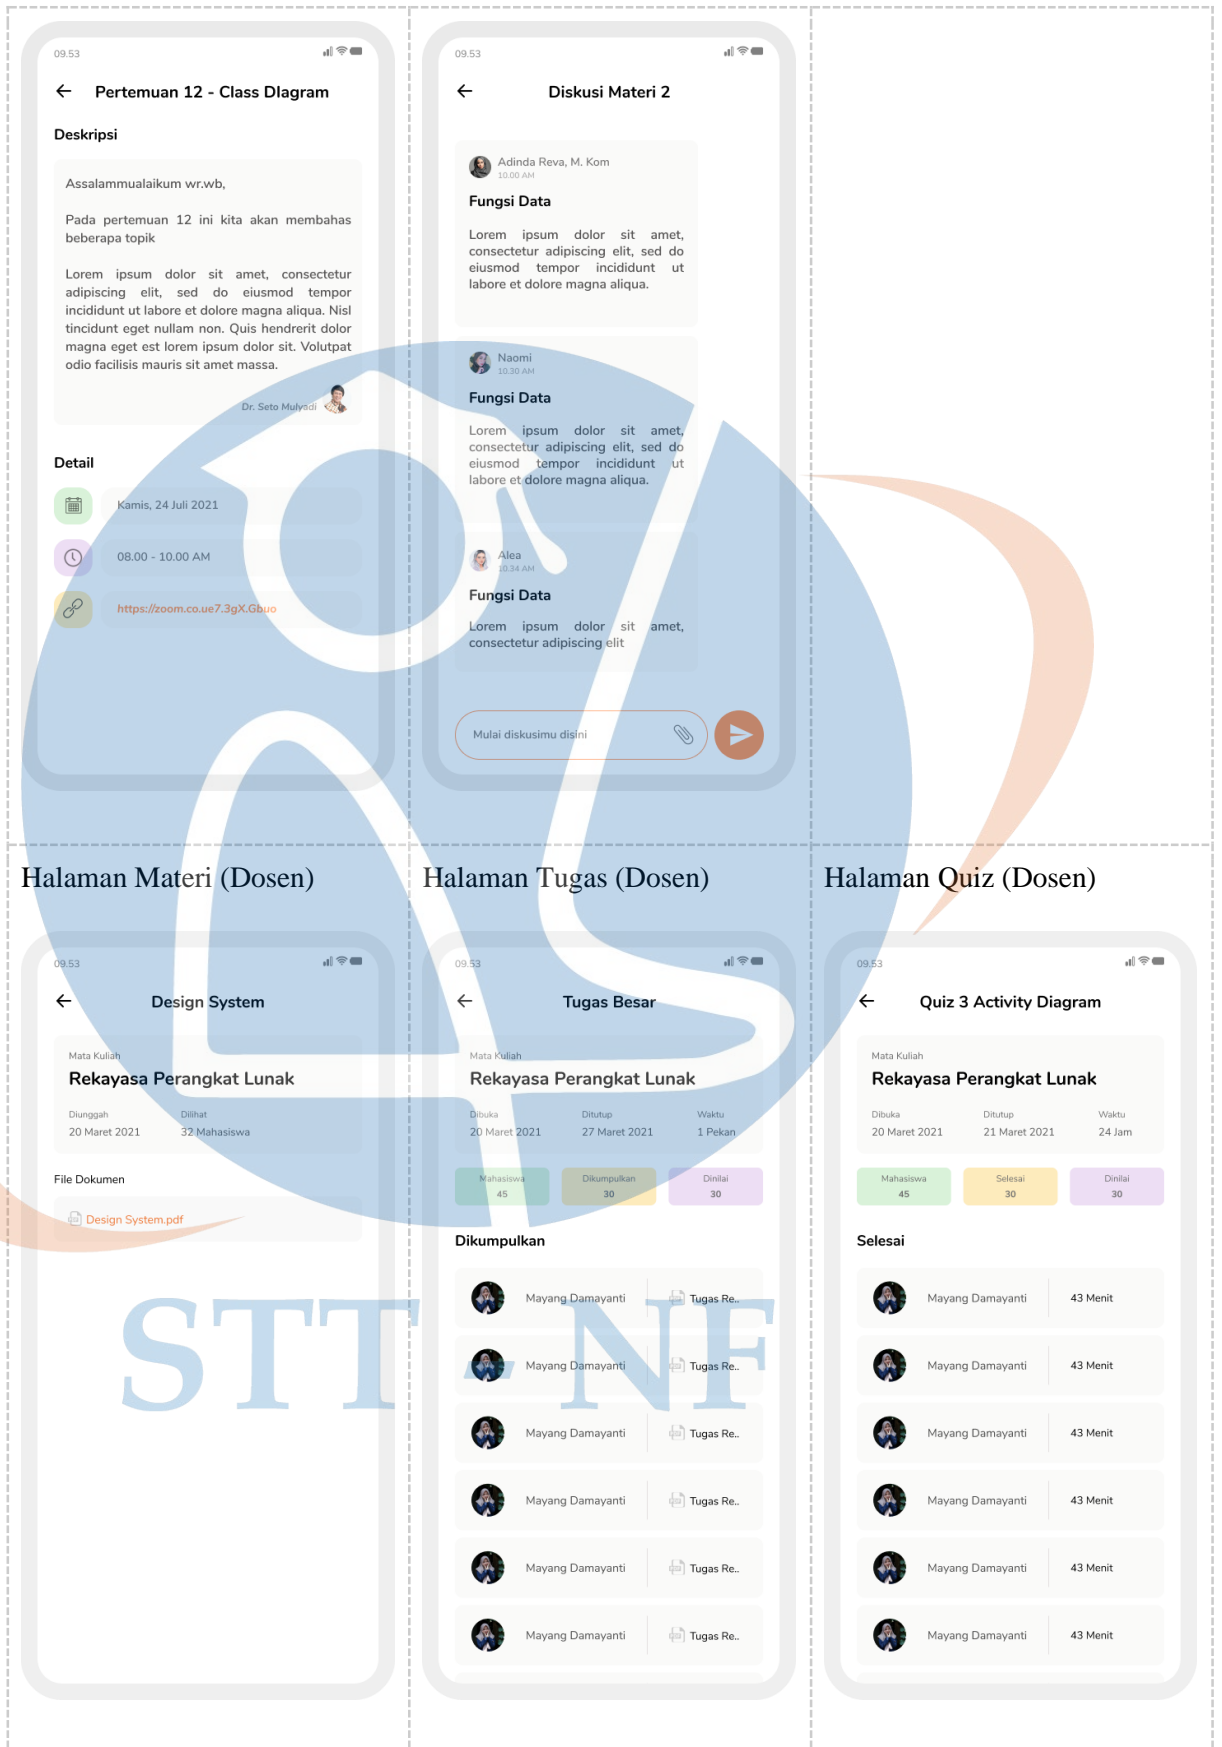 09.53
Pertemuan 12 - Class DIagram
Deskripsi
Assalammualaikum wr.wb,
Pada pertemuan 12 ini kita akan membahas
beberapa topik
Lorem ipsum dolor sit amet, consectetur
adipiscing elit, sed do eiusmod tempor
incididunt ut labore et dolore magna aliqua. Nisl
tincidunt eget nullam non. Quis hendrerit dolor
magna eget est lorem ipsum dolor sit. Volutpat
odio facilisis mauris sit amet massa.
Dr. Seto Mulyadi
Detail
Kamis, 24 Juli 2021
08.00 - 10.00 AM
https://zoom.co.ue7.3gX.Gbuo
09.53
Diskusi Materi 2
Adinda Reva, M. Kom
10.00 AM
Fungsi Data
Lorem ipsum dolor sit amet,
consectetur adipiscing elit, sed do
eiusmod tempor incididunt ut
labore et dolore magna aliqua.
Naomi
10.30 AM
Fungsi Data
Lorem ipsum dolor sit amet,
consectetur adipiscing elit, sed do
eiusmod tempor incididunt ut
labore et dolore magna aliqua.
Alea
10.34 AM
Fungsi Data
Lorem ipsum dolor sit amet,
consectetur adipiscing elit
Mulai diskusimu disini
Halaman Materi (Dosen)
09.53
Design System
Mata Kuliah
Rekayasa Perangkat Lunak
Diunggah Dilihat
20 Maret 2021 32 Mahasiswa
File Dokumen
Design System.pdf
Halaman Tugas (Dosen)
09.53
Tugas Besar
Mata Kuliah
Rekayasa Perangkat Lunak
Dibuka Ditutup Waktu
20 Maret 2021 27 Maret 2021 1 Pekan
Mahasiswa Dikumpulkan Dinilai
45 30 30
Dikumpulkan
Mayang Damayanti Tugas Re..
Mayang Damayanti Tugas Re..
Mayang Damayanti Tugas Re..
Mayang Damayanti Tugas Re..
Mayang Damayanti Tugas Re..
Mayang Damayanti Tugas Re..
Halaman Quiz (Dosen)
09.53
Quiz 3 Activity Diagram
Mata Kuliah
Rekayasa Perangkat Lunak
Dibuka Ditutup Waktu
20 Maret 2021 21 Maret 2021 24 Jam
Mahasiswa Selesai Dinilai
45 30 30
Selesai
Mayang Damayanti 43 Menit
Mayang Damayanti 43 Menit
Mayang Damayanti 43 Menit
Mayang Damayanti 43 Menit
Mayang Damayanti 43 Menit
Mayang Damayanti 43 Menit
STT - NF